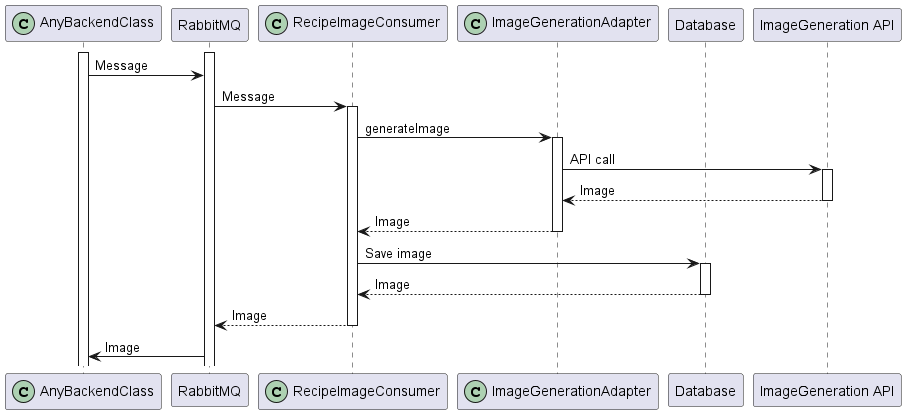 C AnyBackendClass
RabbitMQ
C RecipeImageConsumer
C ImageGenerationAdapter
Database
ImageGeneration API
Message
Message
generateImage
API call
Image
Image
Save image
Image
Image
Image
C AnyBackendClass
RabbitMQ
C RecipeImageConsumer
C ImageGenerationAdapter
Database
ImageGeneration API